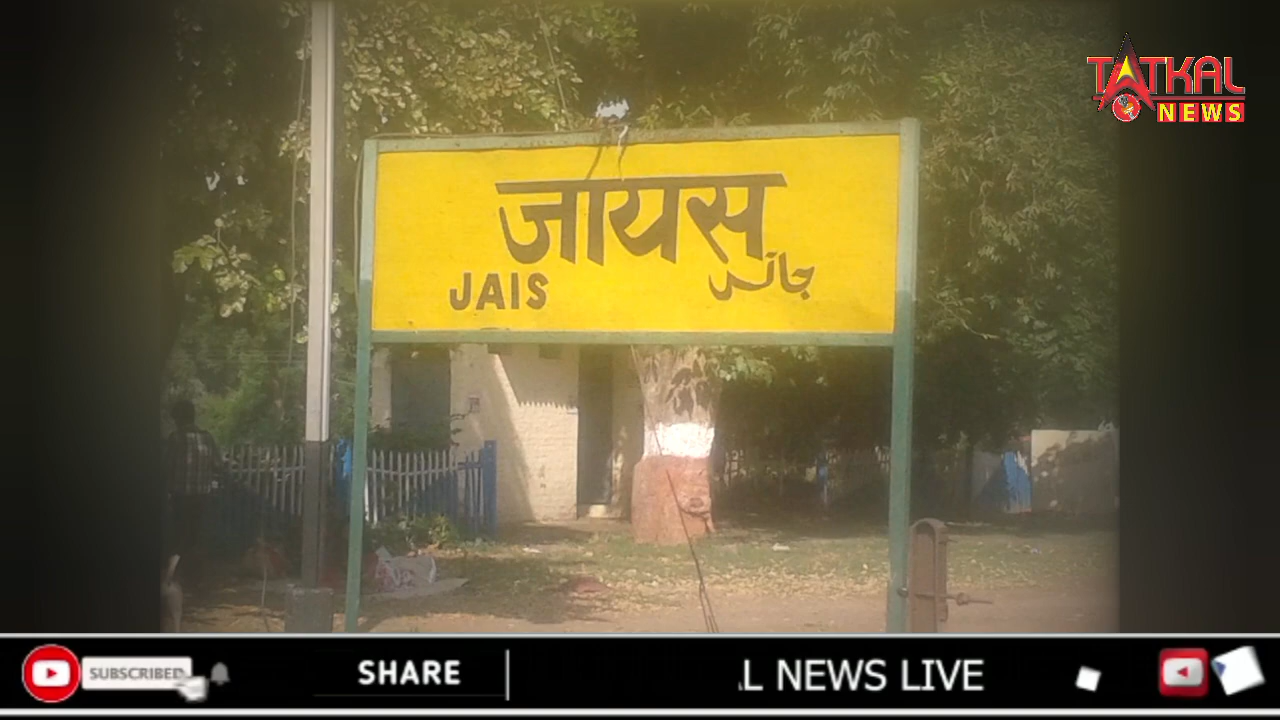 TATKAL
NEWS
जायस
JAIS
جائس
SUBSCRIBED
SHARE
L NEWS LIVE